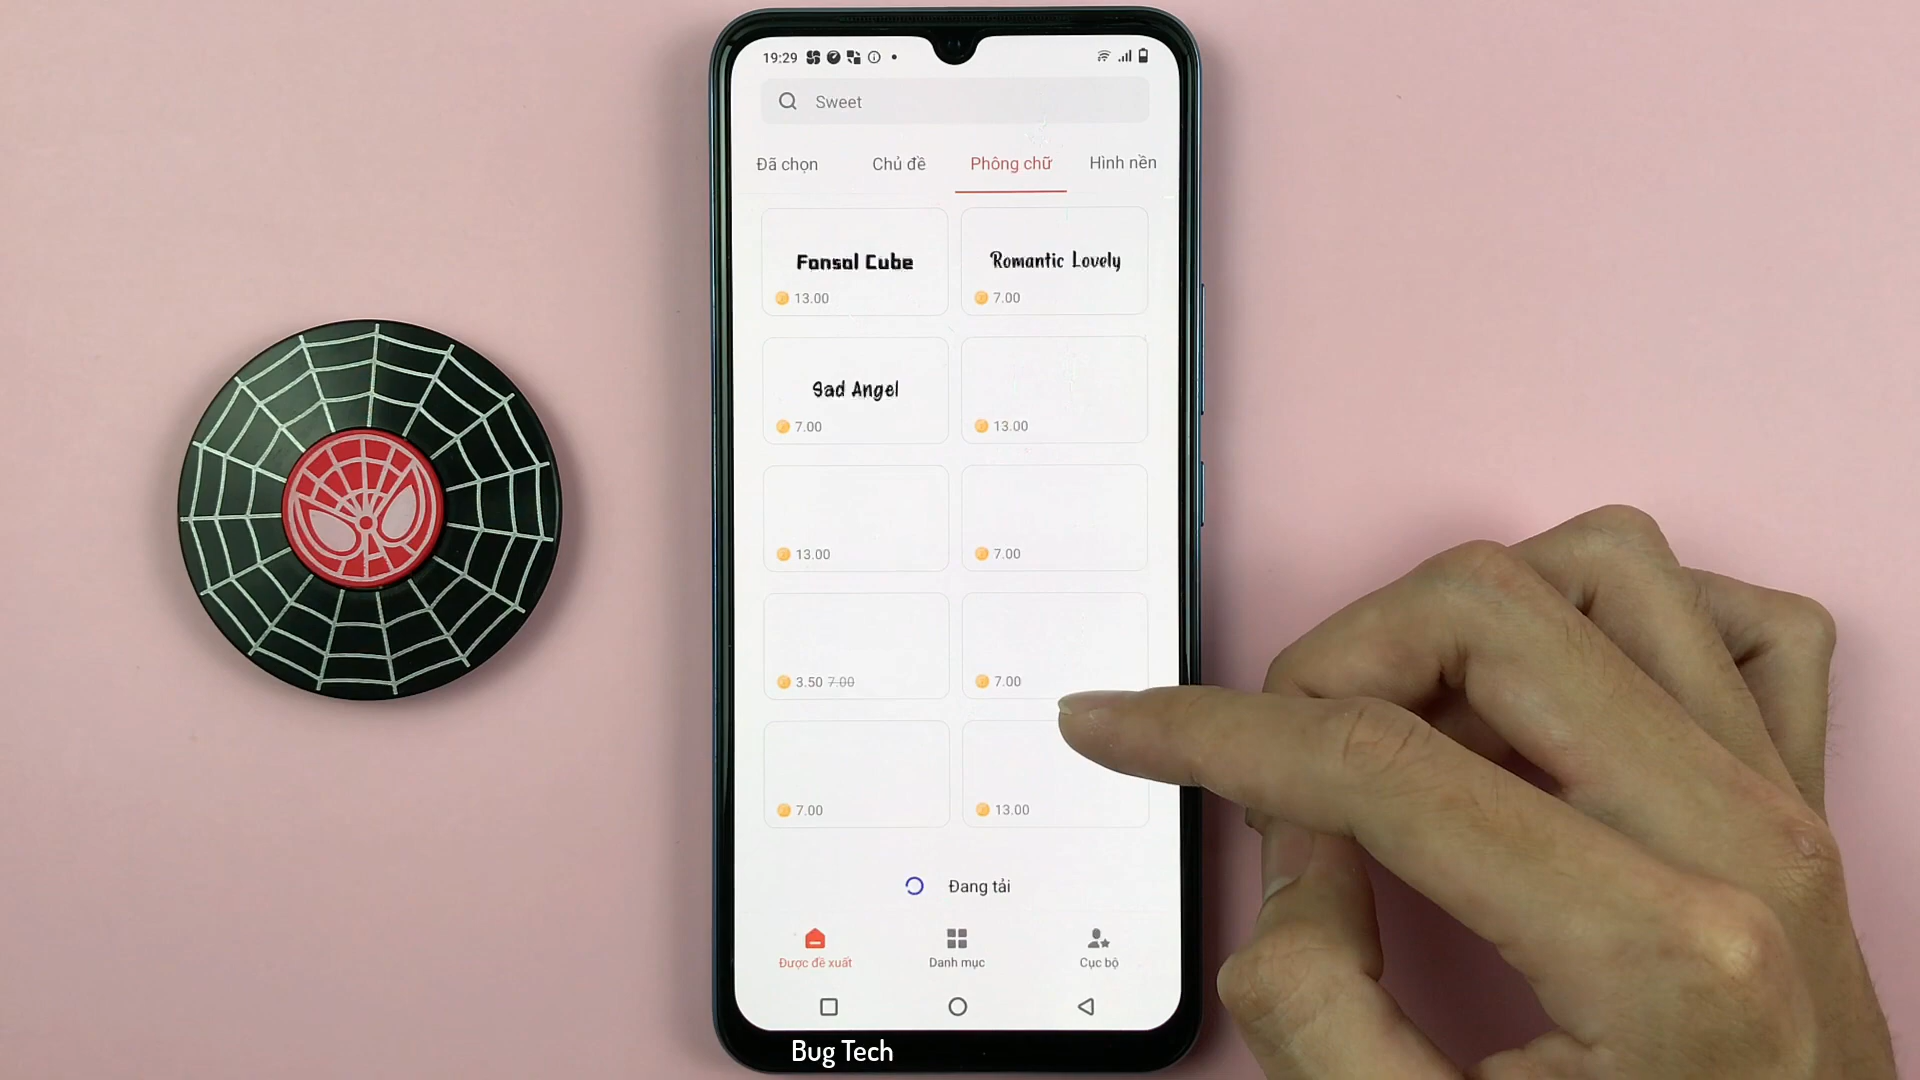 19:29
Sweet
Đã chọn
Chủ đề
Phông chữ
Hình nền
Fonsol Cube
13.00
Romantic Lovely
7.00
Sad Angel
7.00
13.00
13.00
7.00
3.50 7.00
7.00
7.00
13.00
Đang tải
Được đề xuất
Danh mục
Cục bộ
Bug Tech